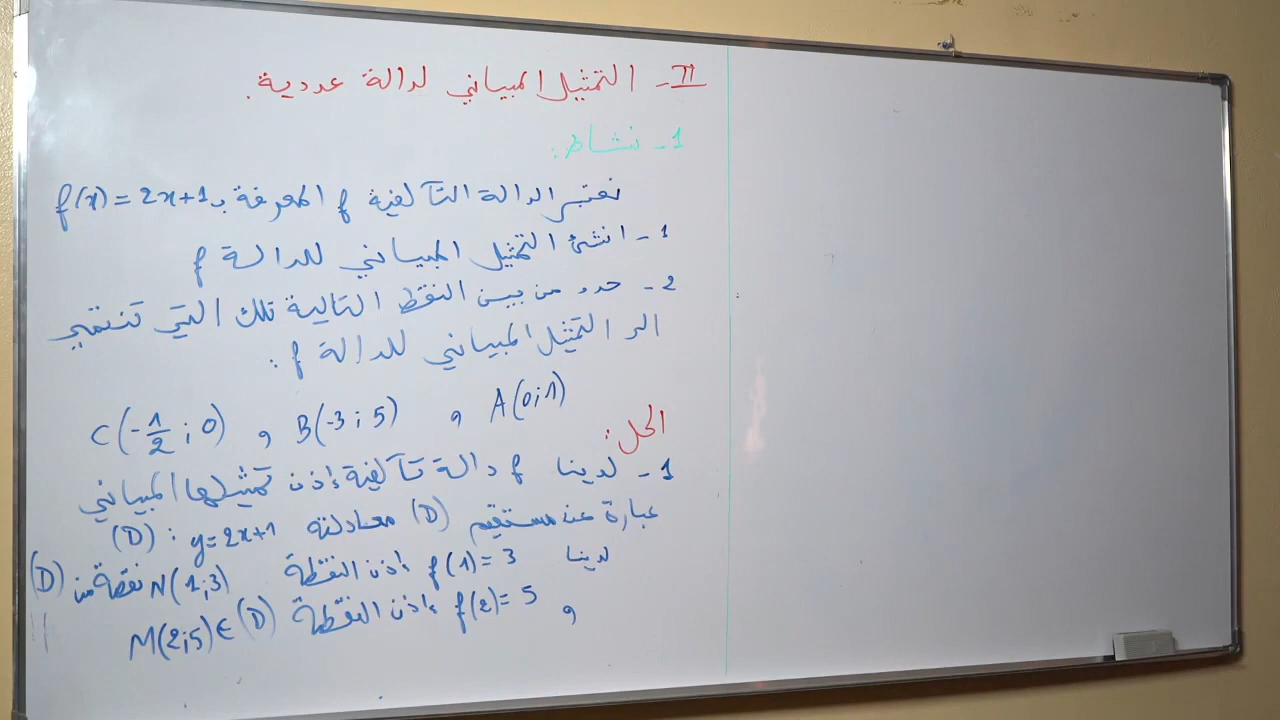 II- التمثيل المبياني لدالة عددية.
1- نشاط:
نعتبر الدالة التآلفية f المعرفة بـ f(x) = 2x+1
1- انشئ التمثيل المبياني للدالة f
2- حدد من بين النقط التالية تلك التي تنتمي
الى التمثيل المبياني للدالة f :
A(0;1) و B(-3;5) و C(-1/2;0)
الحل:
1- لدينا f دالة تآلفية إذن تمثيلها المبياني
عبارة عن مستقيم (D) معادلته (D) : y=2x+1
لدينا f(1)=3 إذن النقطة N(1;3) نقطة من (D)
و f(2)=5 إذن النقطة M(2;5)∈(D)